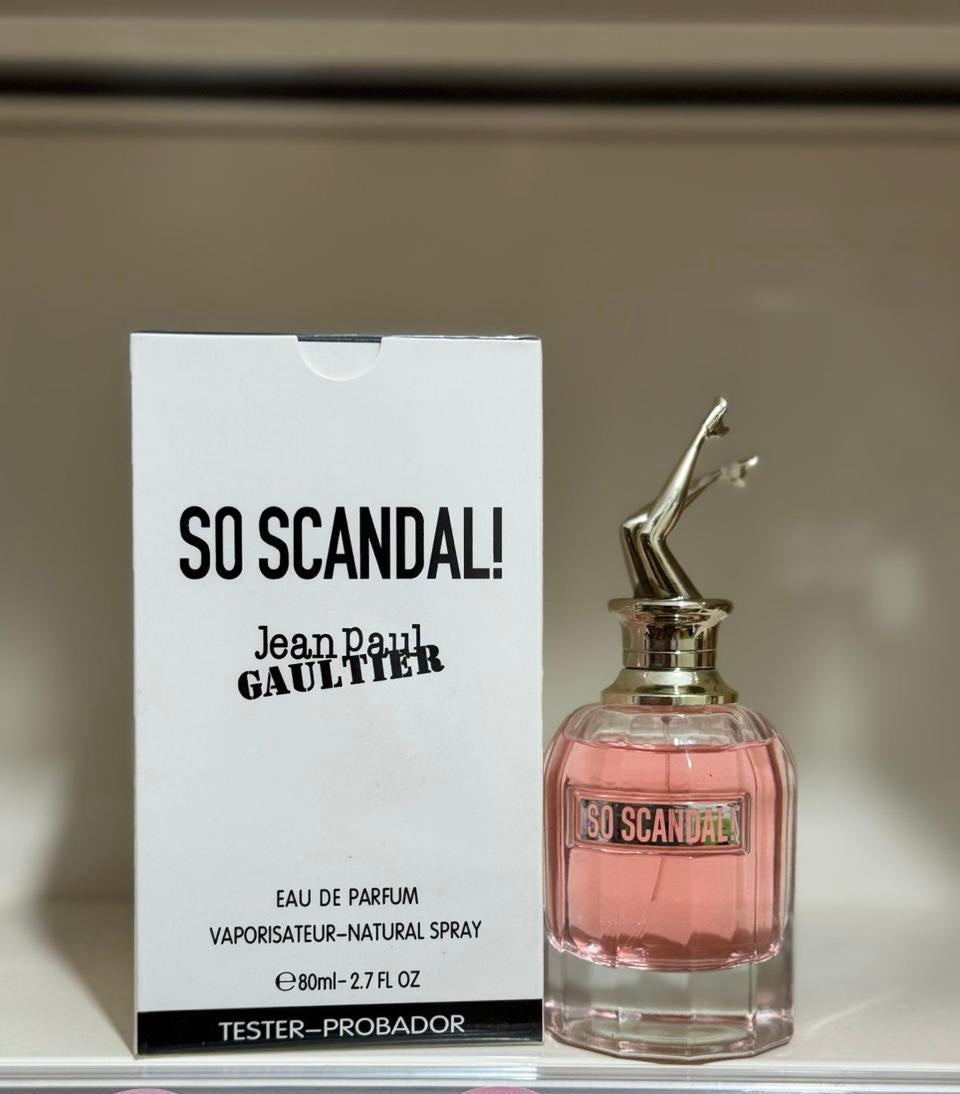 SO SCANDAL!
Jean Paul
GAULTIER
EAU DE PARFUM
VAPORISATEUR–NATURAL SPRAY
℮80ml– 2.7 FL OZ
TESTER–PROBADOR
SO SCANDAL!